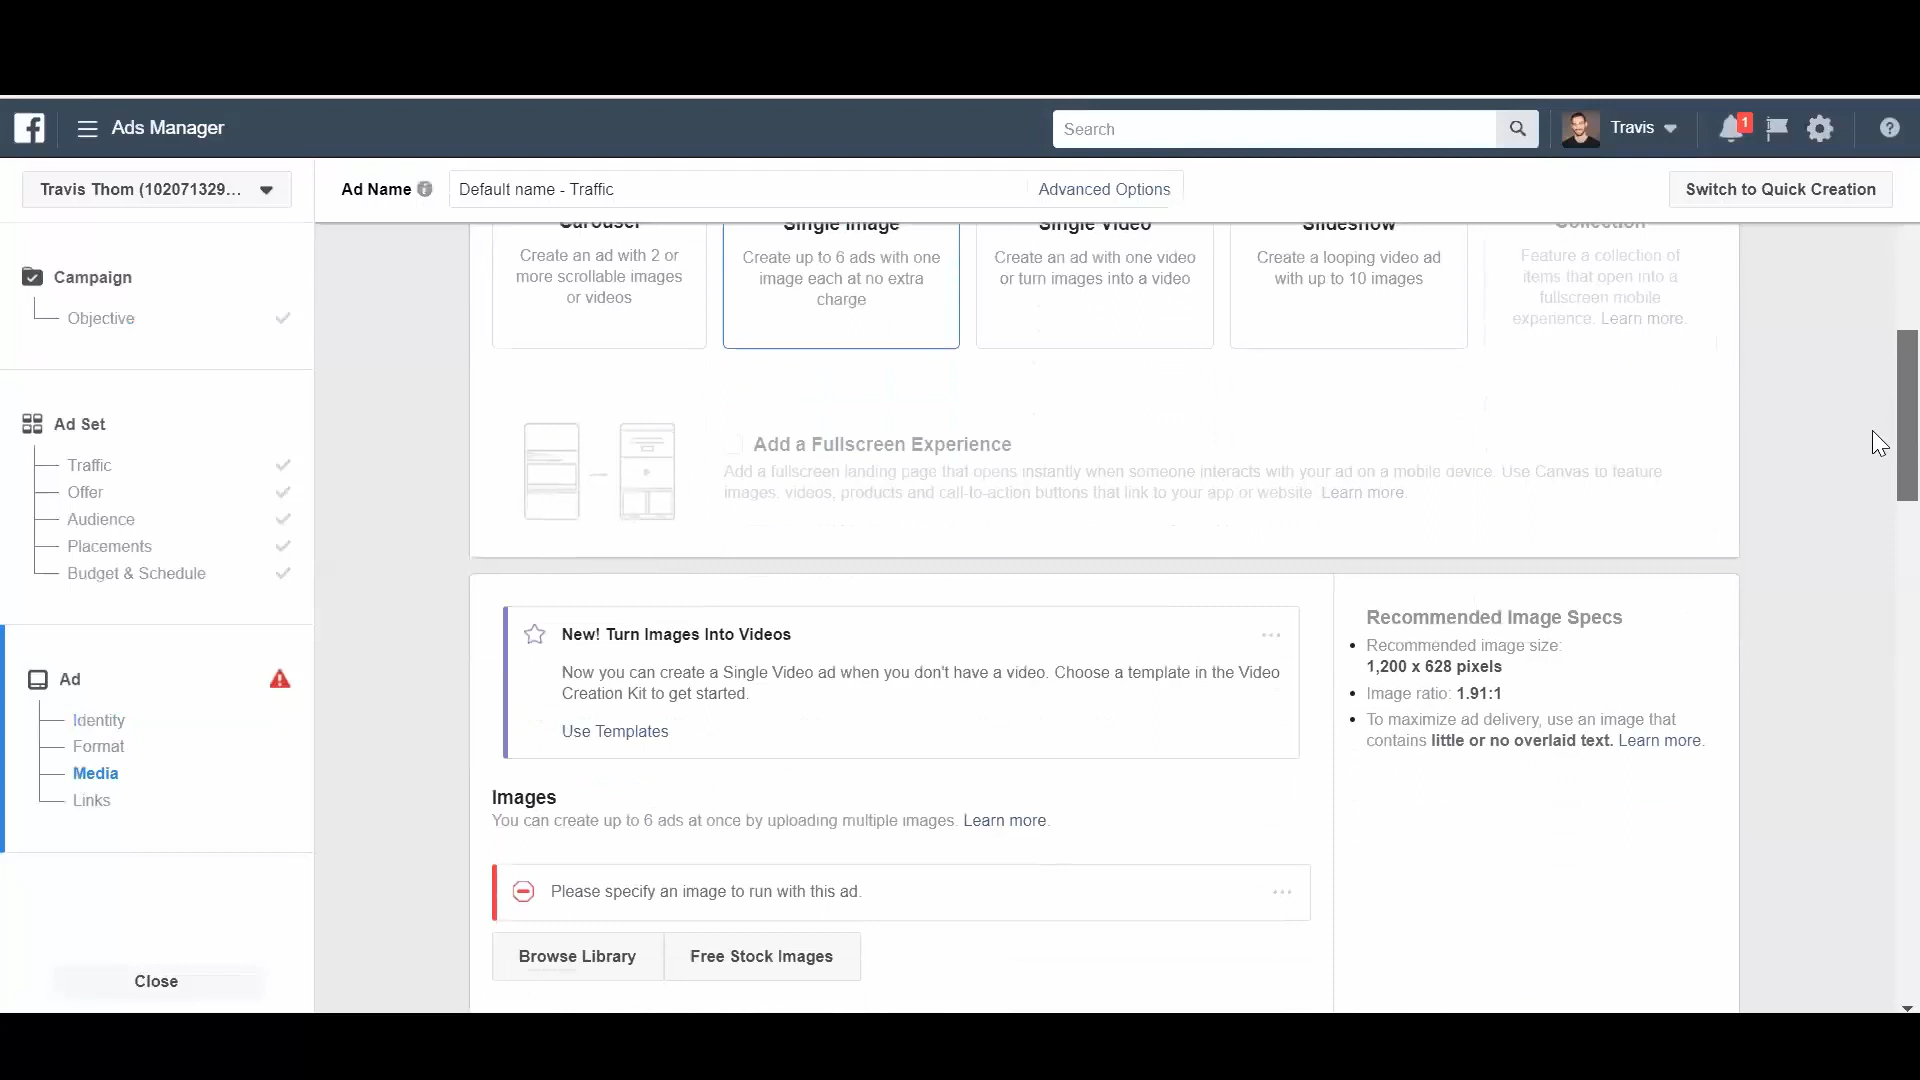 Ads Manager
Search
Travis
1
Travis Thom (102071329...
Ad Name
Default name - Traffic
Advanced Options
Switch to Quick Creation
Campaign
Objective
Ad Set
Traffic
Offer
Audience
Placements
Budget & Schedule
Ad
Identity
Format
Media
Links
Close
Carousel
Create an ad with 2 or
more scrollable images
or videos
Single Image
Create up to 6 ads with one
image each at no extra
charge
Single Video
Create an ad with one video
or turn images into a video
Slideshow
Create a looping video ad
with up to 10 images
Collection
Feature a collection of
items that open into a
fullscreen mobile
experience. Learn more.
Add a Fullscreen Experience
Add a fullscreen landing page that opens instantly when someone interacts with your ad on a mobile device. Use Canvas to feature
images, videos, products and call-to-action buttons that link to your app or website. Learn more.
New! Turn Images Into Videos
Now you can create a Single Video ad when you don't have a video. Choose a template in the Video
Creation Kit to get started.
Use Templates
Images
You can create up to 6 ads at once by uploading multiple images. Learn more.
Please specify an image to run with this ad.
Browse Library
Free Stock Images
Recommended Image Specs
Recommended image size:
1,200 x 628 pixels
Image ratio: 1.91:1
To maximize ad delivery, use an image that
contains little or no overlaid text. Learn more.